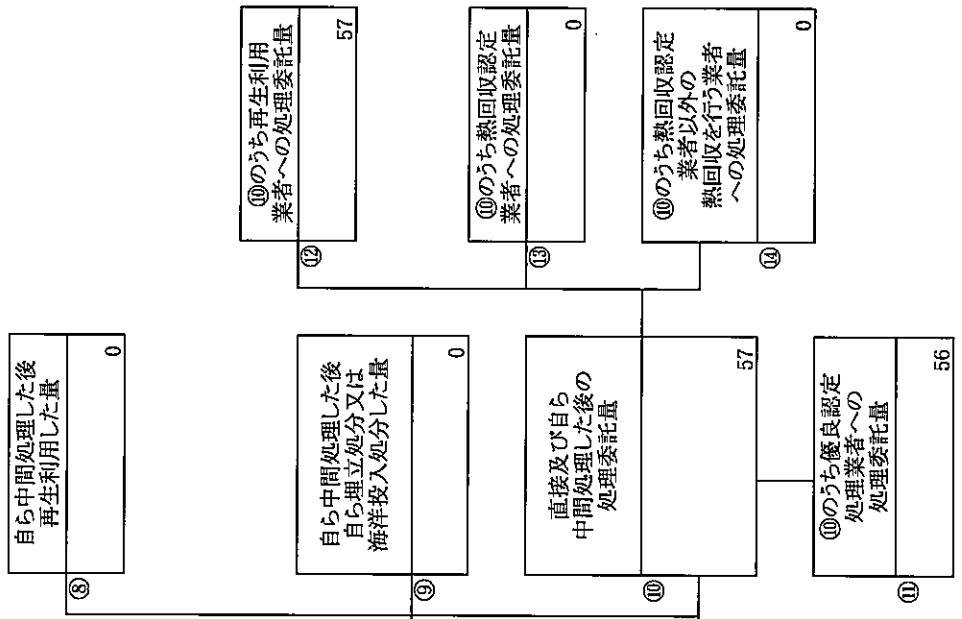 ⑧
自ら中間処理した後
再生利用した量
0
⑨
自ら中間処理した後
自ら埋立処分又は
海洋投入処分した量
0
⑩
直接及び自ら
中間処理した後の
処理委託量
57
⑪
⑩のうち優良認定
処理業者への
処理委託量
56
⑫
⑩のうち再生利用
業者への処理委託量
57
⑬
⑩のうち熱回収認定
業者への処理委託量
0
⑭
⑩のうち熱回収認定
業者以外の
熱回収を行う業者
への処理委託量
0